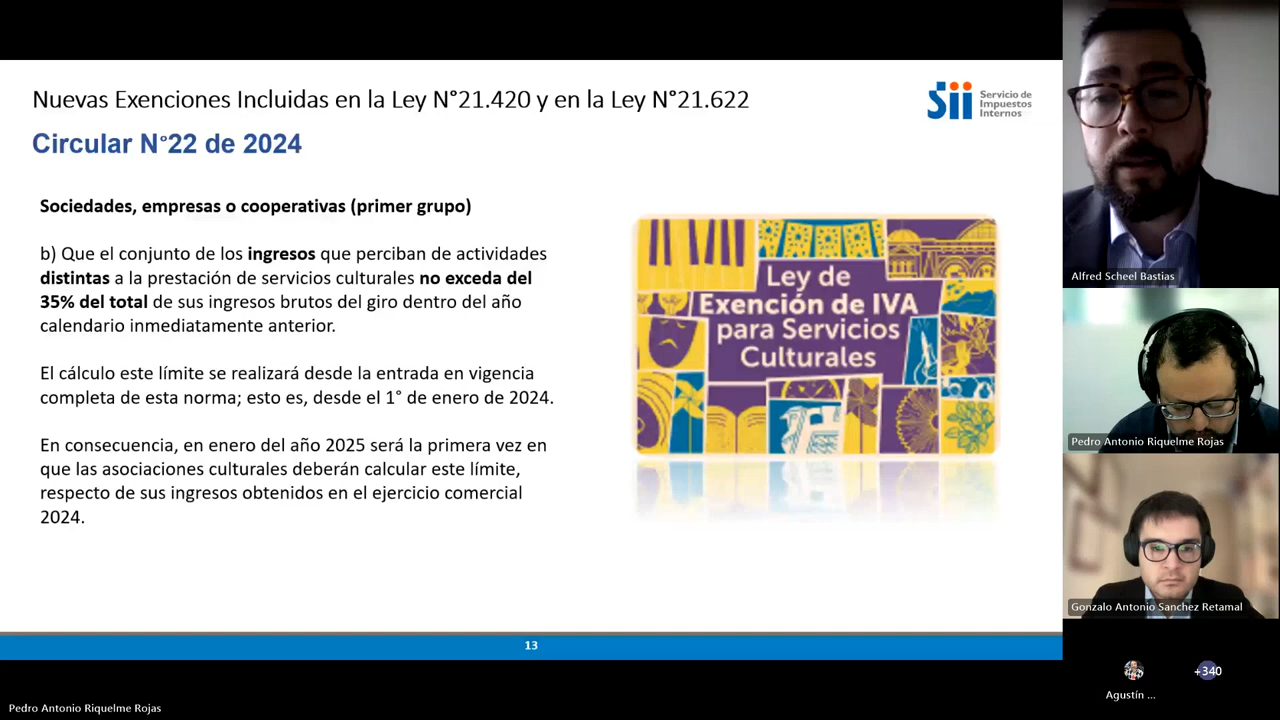 Nuevas Exenciones Incluidas en la Ley N°21.420 y en la Ley N°21.622
Circular N°22 de 2024
Sii Servicio de
Impuestos
Internos
Sociedades, empresas o cooperativas (primer grupo)
b) Que el conjunto de los ingresos que perciban de actividades
distintas a la prestación de servicios culturales no exceda del
35% del total de sus ingresos brutos del giro dentro del año
calendario inmediatamente anterior.
El cálculo este límite se realizará desde la entrada en vigencia
completa de esta norma; esto es, desde el 1° de enero de 2024.
En consecuencia, en enero del año 2025 será la primera vez en
que las asociaciones culturales deberán calcular este límite,
respecto de sus ingresos obtenidos en el ejercicio comercial
2024.
Ley de
Exención de IVA
para Servicios
Culturales
13
Alfred Scheel Bastias
Pedro Antonio Riquelme Rojas
Gonzalo Antonio Sanchez Retamal
Agustín ...
+340
Pedro Antonio Riquelme Rojas